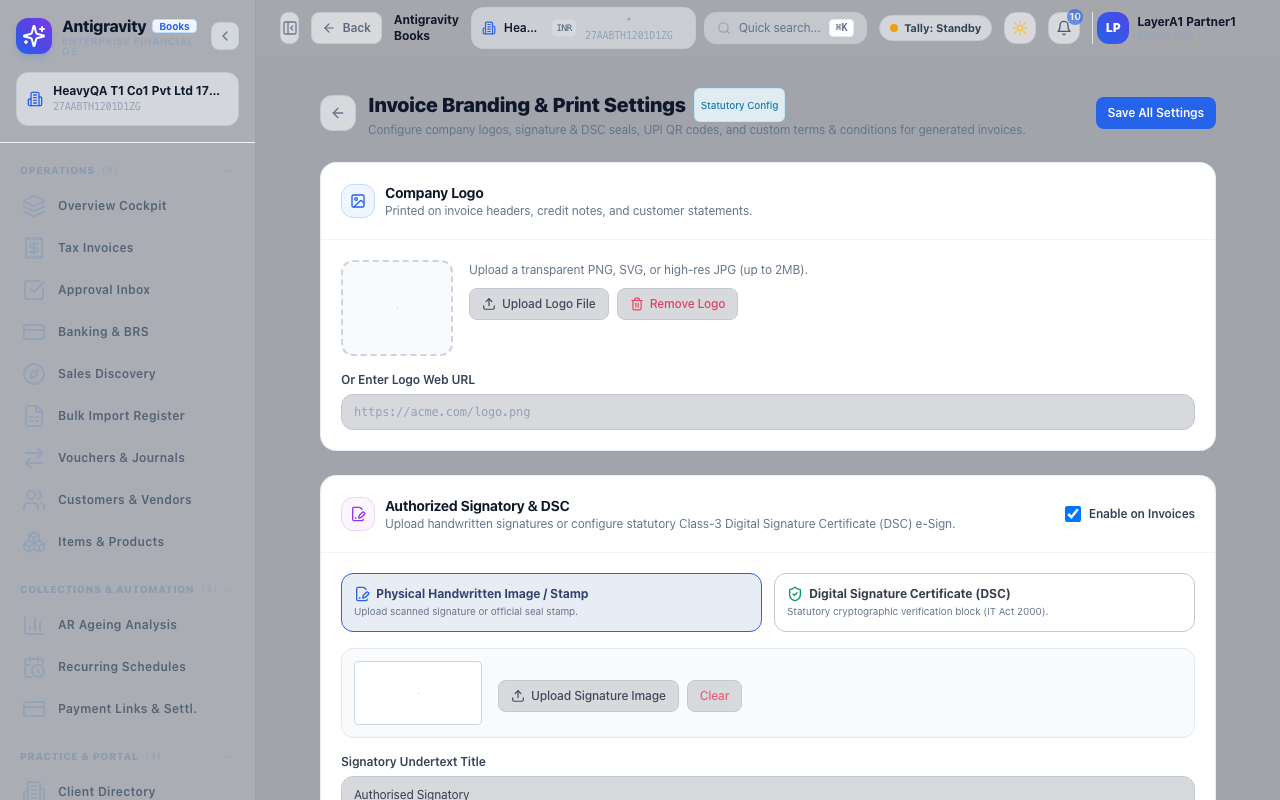 Antigravity Books
ENTERPRISE FINANCIAL OS
HeavyQA T1 Co1 Pvt Ltd 17...
27AABTH1201D1ZG
OPERATIONS (9)
Overview Cockpit
Tax Invoices
Approval Inbox
Banking & BRS
Sales Discovery
Bulk Import Register
Vouchers & Journals
Customers & Vendors
Items & Products
COLLECTIONS & AUTOMATION (3)
AR Ageing Analysis
Recurring Schedules
Payment Links & Settl.
PRACTICE & PORTAL (4)
Client Directory
Back
Antigravity
Books
Hea... INR 27AABTH1201D1ZG
Quick search... ⌘K
Tally: Standby
10
LP
LayerA1 Partner1
Invoice Branding & Print Settings Statutory Config
Configure company logos, signature & DSC seals, UPI QR codes, and custom terms & conditions for generated invoices.
Save All Settings
Company Logo
Printed on invoice headers, credit notes, and customer statements.
Upload a transparent PNG, SVG, or high-res JPG (up to 2MB).
Upload Logo File Remove Logo
Or Enter Logo Web URL
https://acme.com/logo.png
Authorized Signatory & DSC
Upload handwritten signatures or configure statutory Class-3 Digital Signature Certificate (DSC) e-Sign.
Enable on Invoices
Physical Handwritten Image / Stamp
Upload scanned signature or official seal stamp.
Digital Signature Certificate (DSC)
Statutory cryptographic verification block (IT Act 2000).
Upload Signature Image Clear
Signatory Undertext Title
Authorised Signatory